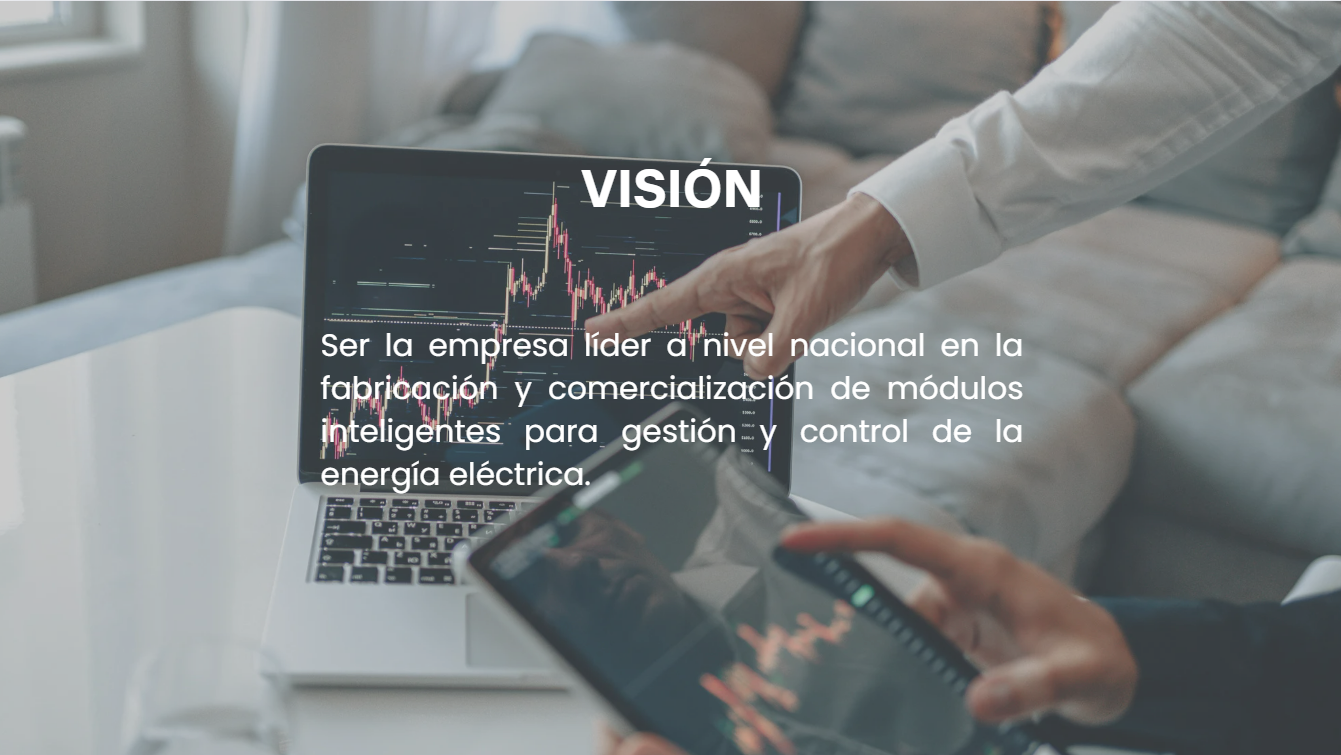 VISIÓN
Ser la empresa líder a nivel nacional en la
fabricación y comercialización de módulos
inteligentes para gestión y control de la
energía eléctrica.